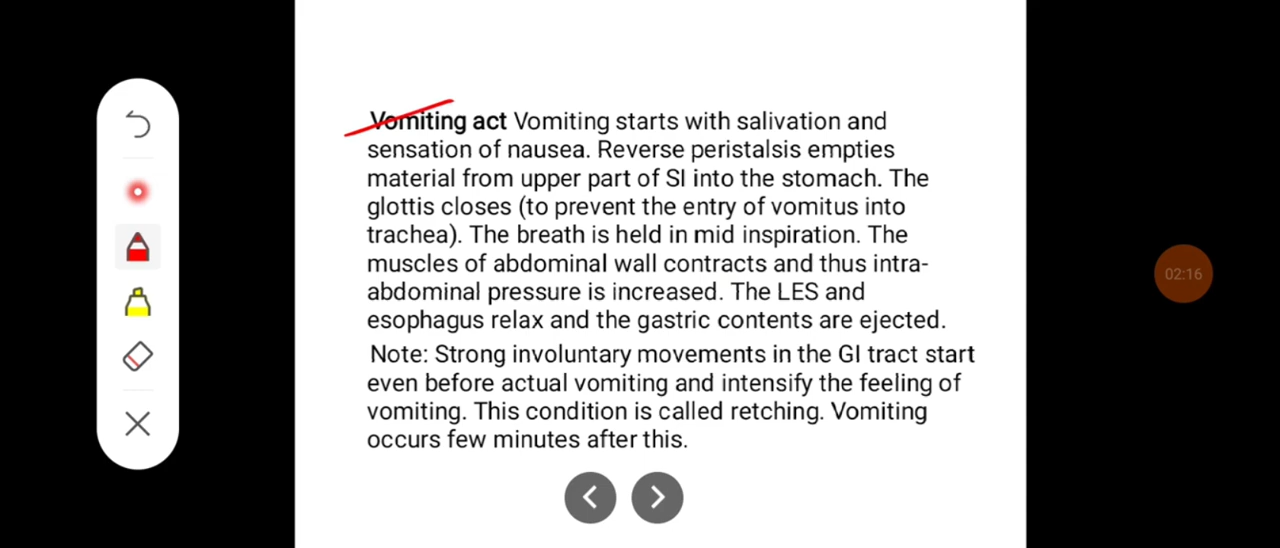 Vomiting act Vomiting starts with salivation and
sensation of nausea. Reverse peristalsis empties
material from upper part of SI into the stomach. The
glottis closes (to prevent the entry of vomitus into
trachea). The breath is held in mid inspiration. The
muscles of abdominal wall contracts and thus intra-
abdominal pressure is increased. The LES and
esophagus relax and the gastric contents are ejected.
Note: Strong involuntary movements in the GI tract start
even before actual vomiting and intensify the feeling of
vomiting. This condition is called retching. Vomiting
occurs few minutes after this.
02:16